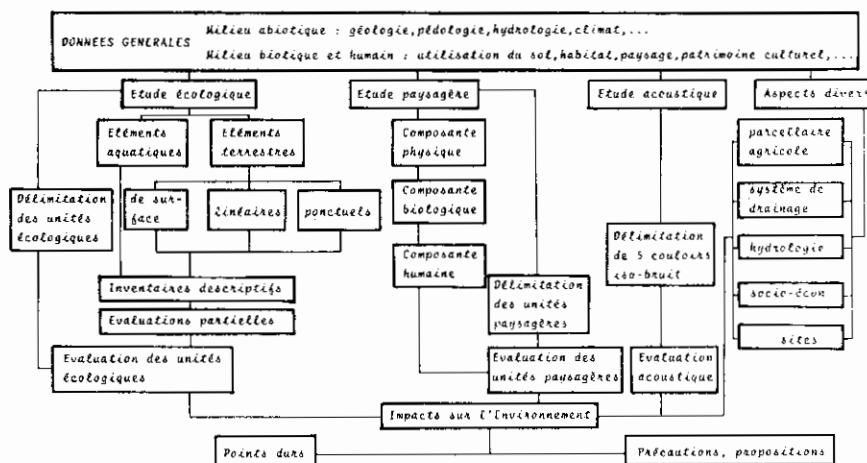 DONNEES GENERALES
Milieu abiotique : géologie,pédologie,hydrologie,climat,...
Milieu biotique et humain : utilisation du sol,habitat,paysage,patrimoine culturel,...
Etude écologique
Etude paysagère
Etude acoustique
Aspects divers
Eléments
aquatiques
Eléments
terrestres
Composante
physique
parcellaire
agricole
Délimitation
des unités
écologiques
de sur-
face
linéaires
ponctuels
Composante
biologique
système de
drainage
Composante
humaine
Délimitation
de 5 couloirs
iso-bruit
hydrologie
Inventaires descriptifs
Délimitation
des unités
paysagères
socio-écon
Evaluations partielles
sites
Evaluation des unités
écologiques
Evaluation des
unités paysagères
Evaluation
acoustique
Impacts sur l'Environnement
Points durs
Précautions, propositions